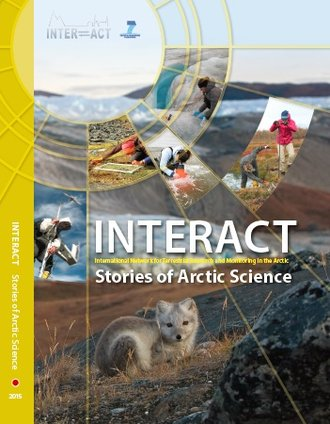 INTERACT
INTERACT
International Network for Terrestrial Research and Monitoring in the Arctic
Stories of Arctic Science
INTERACT Stories of Arctic Science
2015